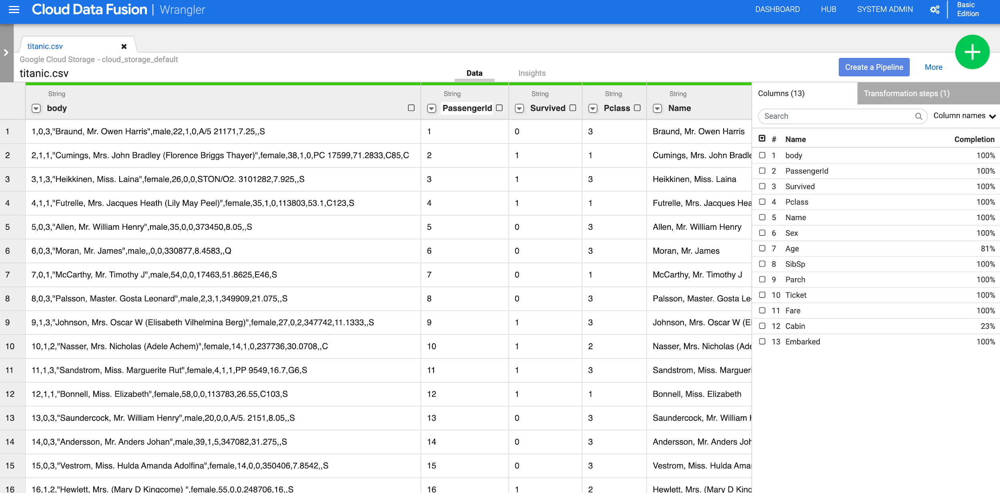 Cloud Data Fusion | Wrangler
DASHBOARD HUB SYSTEM ADMIN Basic Edition
titanic.csv
Google Cloud Storage - cloud_storage_default
titanic.csv
Data Insights
Create a Pipeline More
String String String String String
body PassengerId Survived Pclass Name
1 1,0,3,"Braund, Mr. Owen Harris",male,22,1,0,A/5 21171,7.25,,S 1 0 3 Braund, Mr. Owen Harris
2 2,1,1,"Cumings, Mrs. John Bradley (Florence Briggs Thayer)",female,38,1,0,PC 17599,71.2833,C85,C 2 1 1 Cumings, Mrs. John Bradle
3 3,1,3,"Heikkinen, Miss. Laina",female,26,0,0,STON/O2. 3101282,7.925,,S 3 1 3 Heikkinen, Miss. Laina
4 4,1,1,"Futrelle, Mrs. Jacques Heath (Lily May Peel)",female,35,1,0,113803,53.1,C123,S 4 1 1 Futrelle, Mrs. Jacques Hea
5 5,0,3,"Allen, Mr. William Henry",male,35,0,0,373450,8.05,,S 5 0 3 Allen, Mr. William Henry
6 6,0,3,"Moran, Mr. James",male,,0,0,330877,8.4583,,Q 6 0 3 Moran, Mr. James
7 7,0,1,"McCarthy, Mr. Timothy J",male,54,0,0,17463,51.8625,E46,S 7 0 1 McCarthy, Mr. Timothy J
8 8,0,3,"Palsson, Master. Gosta Leonard",male,2,3,1,349909,21.075,,S 8 0 3 Palsson, Master. Gosta Le
9 9,1,3,"Johnson, Mrs. Oscar W (Elisabeth Vilhelmina Berg)",female,27,0,2,347742,11.1333,,S 9 1 3 Johnson, Mrs. Oscar W (El
10 10,1,2,"Nasser, Mrs. Nicholas (Adele Achem)",female,14,1,0,237736,30.0708,,C 10 1 2 Nasser, Mrs. Nicholas (Ade
11 11,1,3,"Sandstrom, Miss. Marguerite Rut",female,4,1,1,PP 9549,16.7,G6,S 11 1 3 Sandstrom, Miss. Margueri
12 12,1,1,"Bonnell, Miss. Elizabeth",female,58,0,0,113783,26.55,C103,S 12 1 1 Bonnell, Miss. Elizabeth
13 13,0,3,"Saundercock, Mr. William Henry",male,20,0,0,A/5. 2151,8.05,,S 13 0 3 Saundercock, Mr. William H
14 14,0,3,"Andersson, Mr. Anders Johan",male,39,1,5,347082,31.275,,S 14 0 3 Andersson, Mr. Anders Joh
15 15,0,3,"Vestrom, Miss. Hulda Amanda Adolfina",female,14,0,0,350406,7.8542,,S 15 0 3 Vestrom, Miss. Hulda Ama
16 16,1,2,"Hewlett, Mrs. (Mary D Kingcome) ",female,55,0,0,248706,16,,S 16 1 2 Hewlett, Mrs. (Mary D King
Columns (13) Transformation steps (1)
Search Column names
# Name Completion
1 body 100%
2 PassengerId 100%
3 Survived 100%
4 Pclass 100%
5 Name 100%
6 Sex 100%
7 Age 81%
8 SibSp 100%
9 Parch 100%
10 Ticket 100%
11 Fare 100%
12 Cabin 23%
13 Embarked 100%